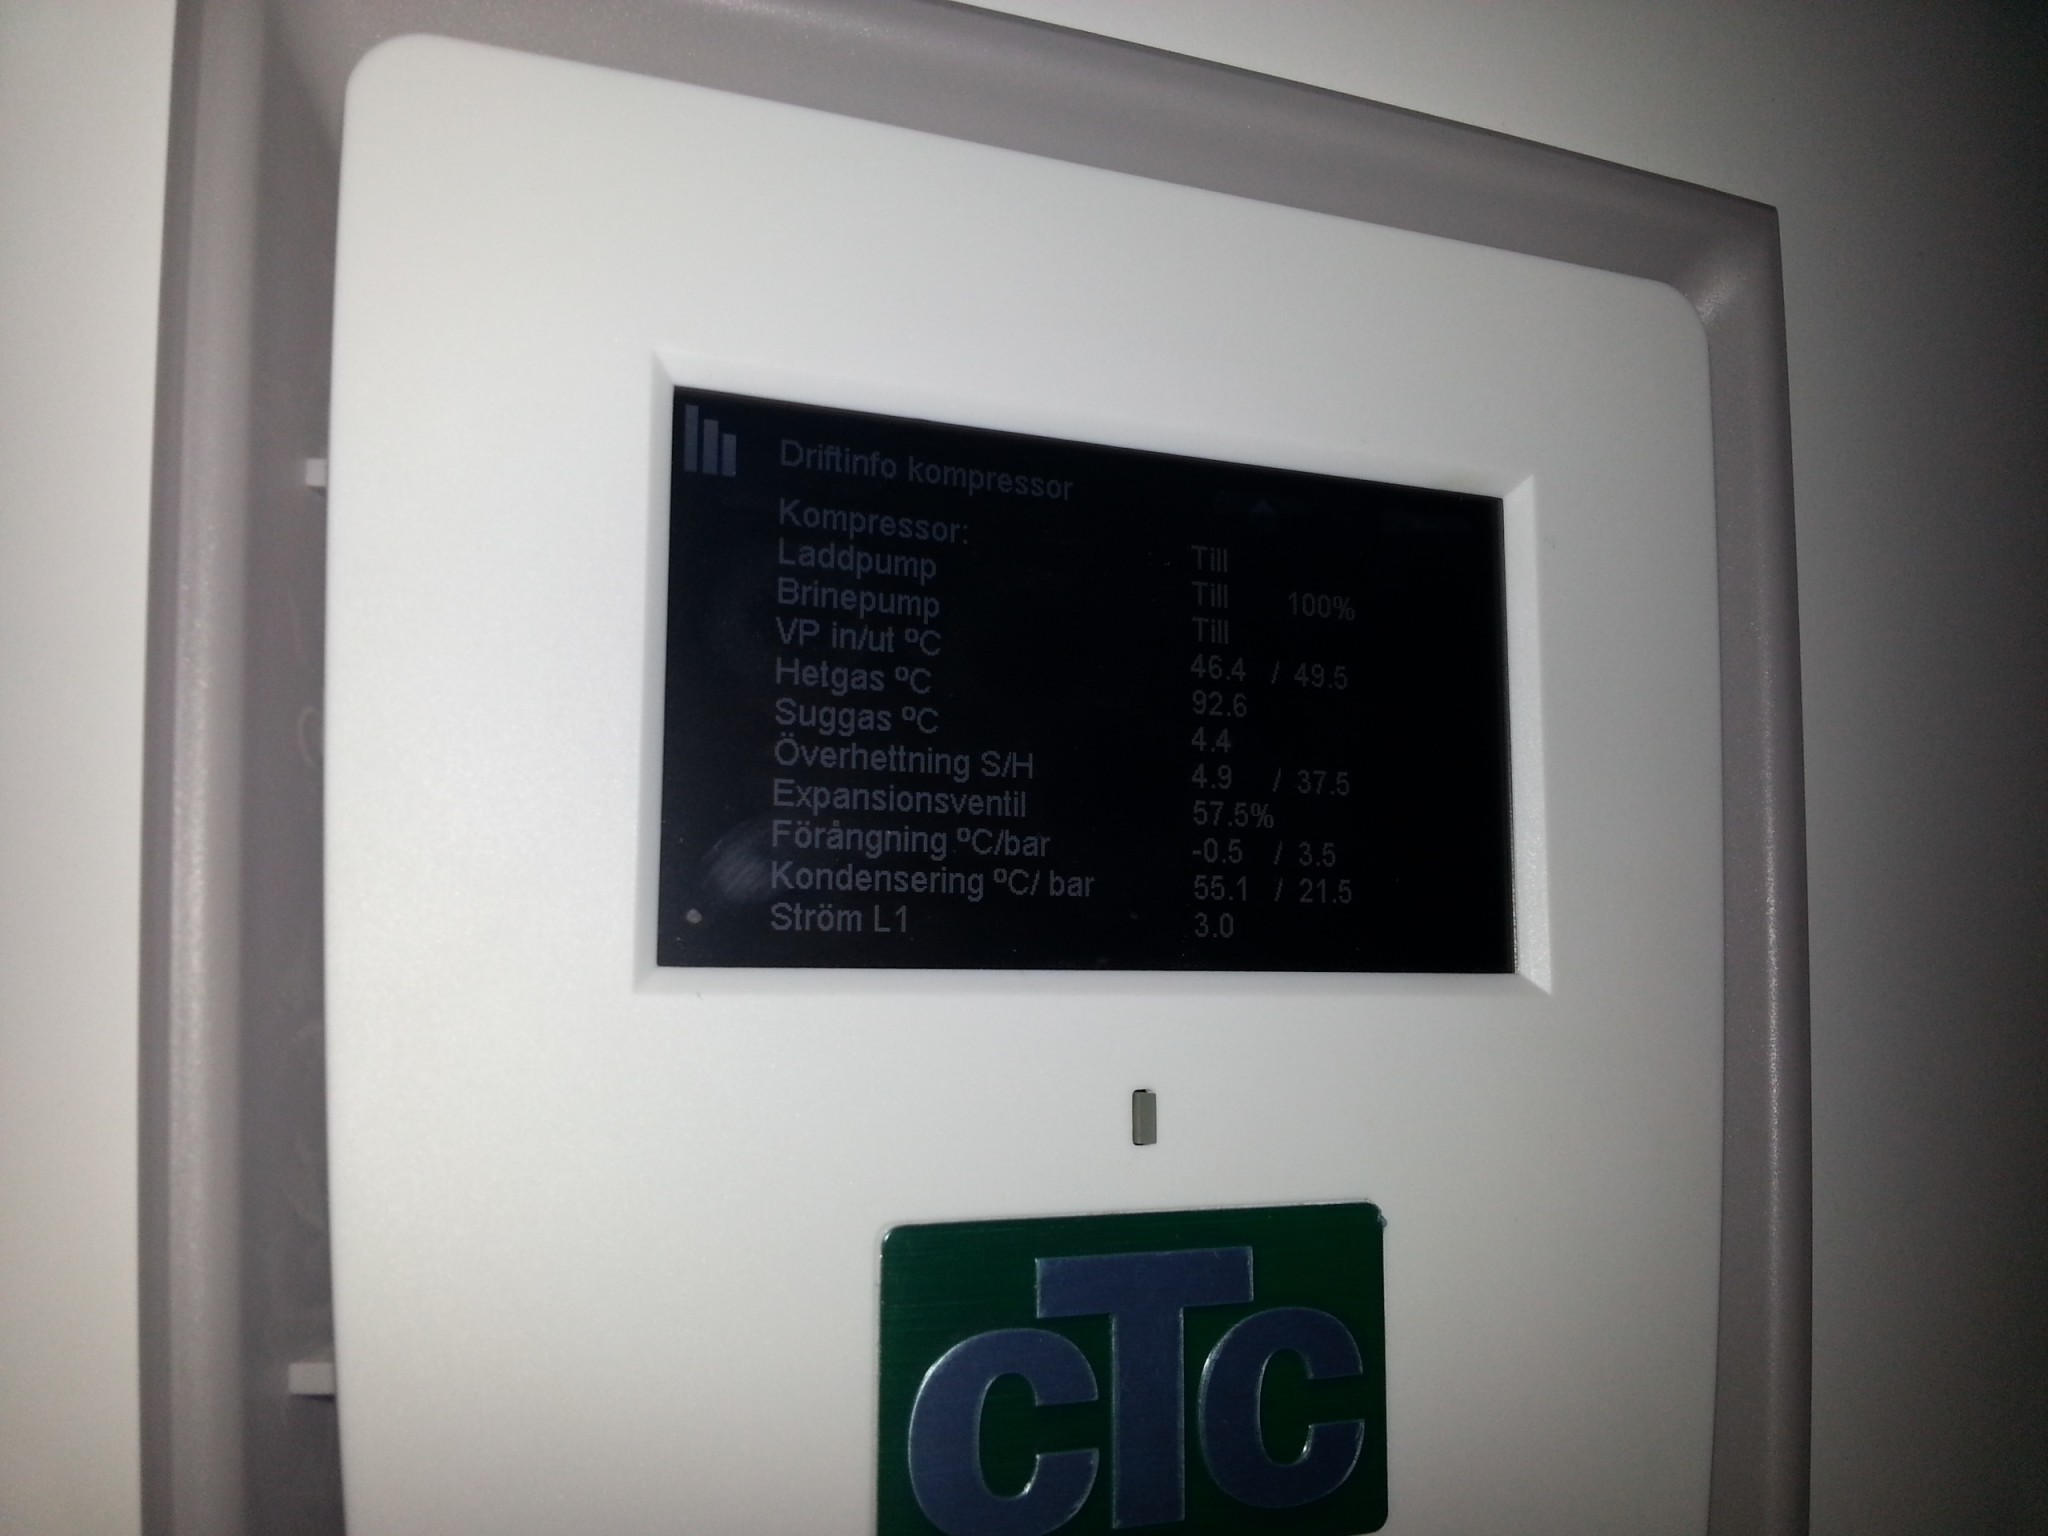 Driftinfo kompressor
Kompressor: Till
Laddpump Till 100%
Brinepump Till
VP in/ut ºC 46.4 / 49.5
Hetgas ºC 92.6
Suggas ºC 4.4
Överhettning S/H 4.9 / 37.5
Expansionsventil 57.5%
Förångning ºC/bar -0.5 / 3.5
Kondensering ºC/ bar 55.1 / 21.5
Ström L1 3.0
cTc